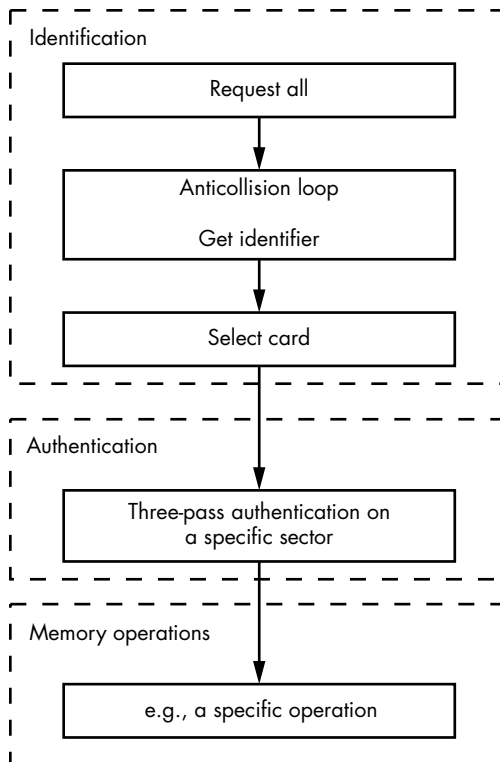 Identification
Request all
Anticollision loop
Get identifier
Select card
Authentication
Three-pass authentication on
a specific sector
Memory operations
e.g., a specific operation